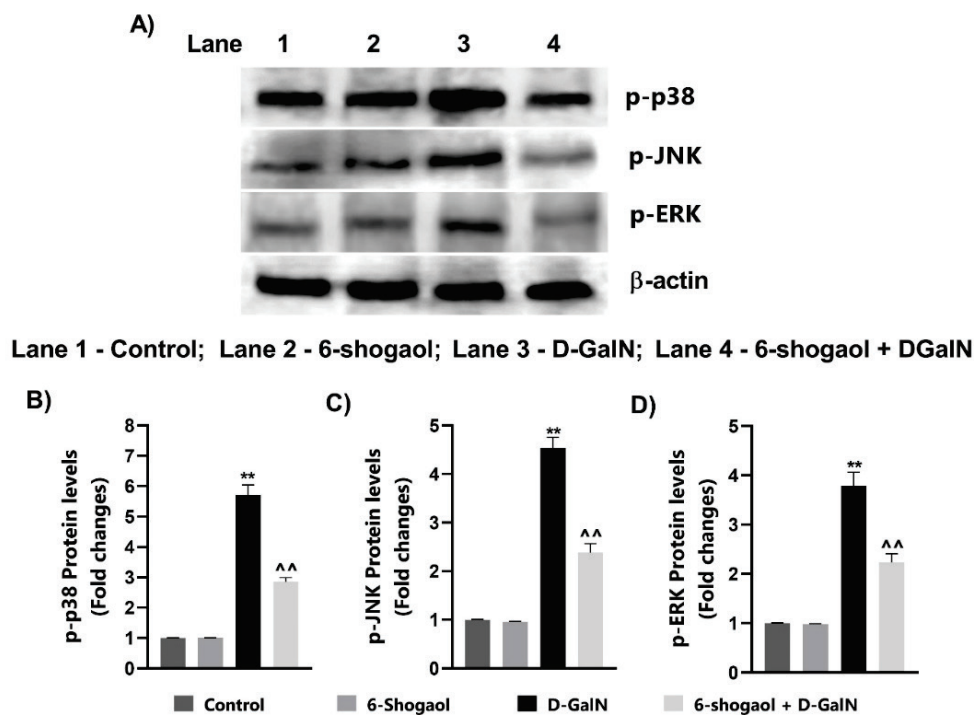 A)
Lane 1 2 3 4
p-p38
p-JNK
p-ERK
β-actin
Lane 1 - Control; Lane 2 - 6-shogaol; Lane 3 - D-GalN; Lane 4 - 6-shogaol + DGalN
B)
p-p38 Protein levels
(Fold changes)
8
7
6
5
4
3
2
1
0
**
^^
C)
p-JNK Protein levels
(Fold changes)
5
4
3
2
1
0
**
^^
D)
p-ERK Protein levels
(Fold changes)
5
4
3
2
1
0
**
^^
Control 6-Shogaol D-GalN 6-shogaol + D-GalN